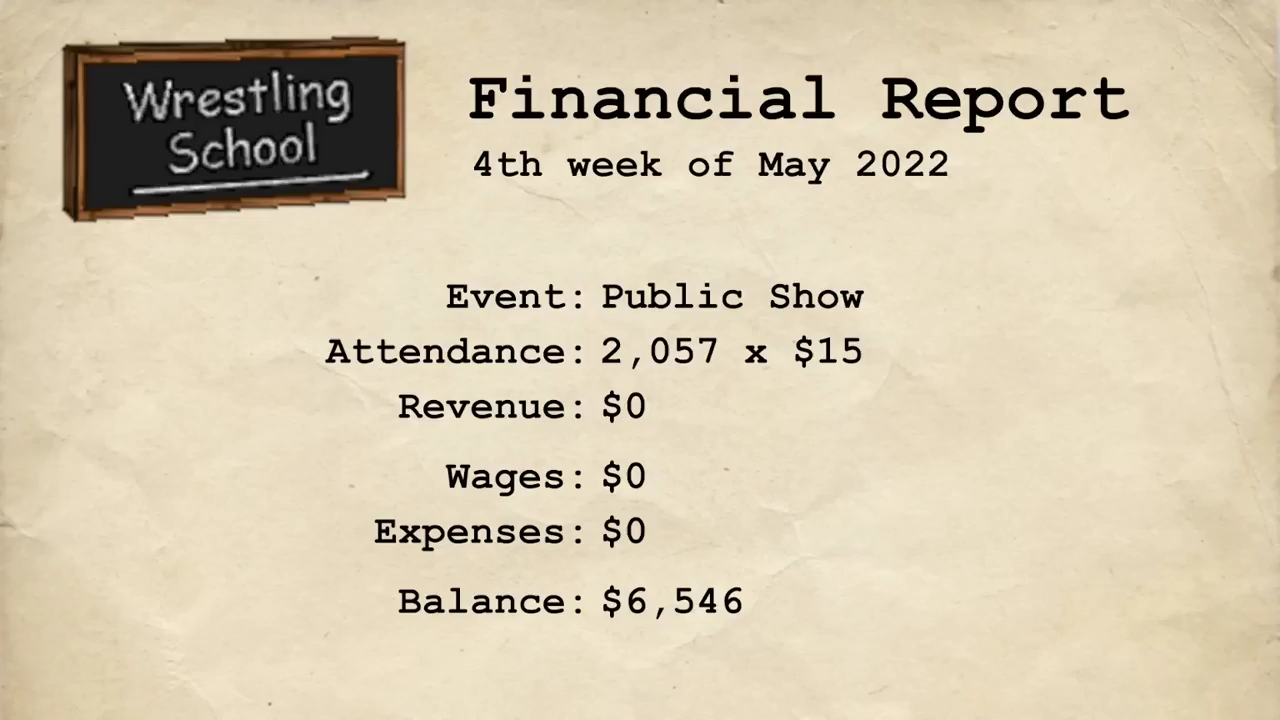 Wrestling
School
Financial Report
4th week of May 2022
Event: Public Show
Attendance: 2,057 x $15
Revenue: $0
Wages: $0
Expenses: $0
Balance: $6,546